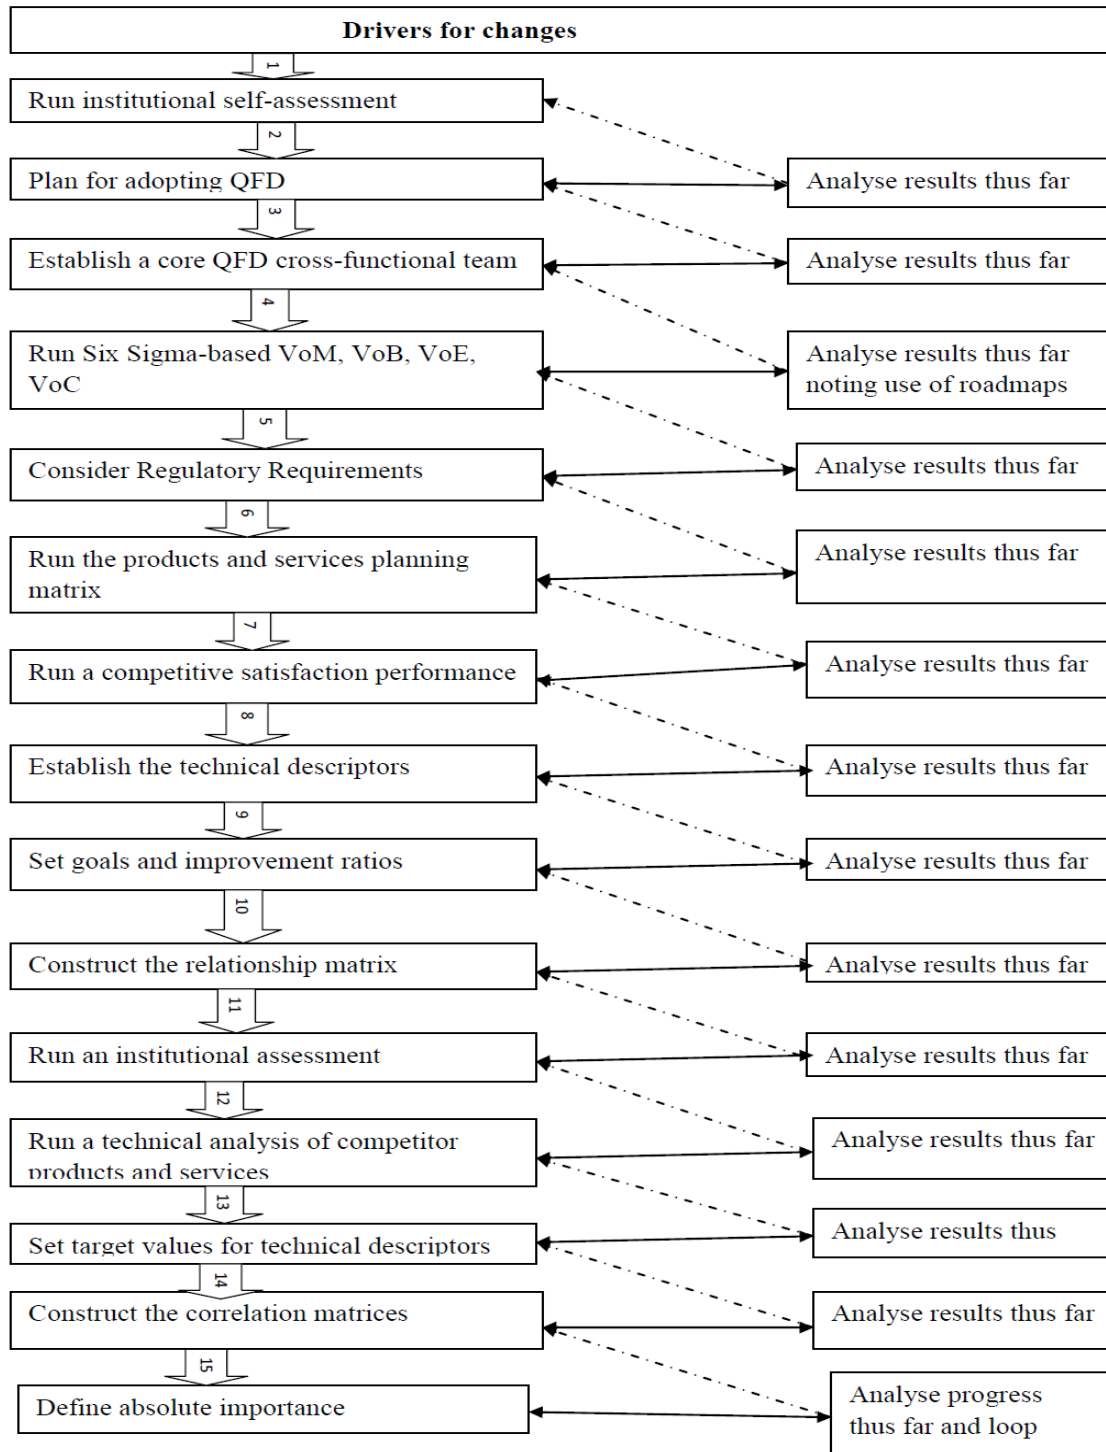 Drivers for changes
1
Run institutional self-assessment
2
Plan for adopting QFD
Analyse results thus far
3
Establish a core QFD cross-functional team
Analyse results thus far
4
Run Six Sigma-based VoM, VoB, VoE,
VoC
Analyse results thus far
noting use of roadmaps
5
Consider Regulatory Requirements
Analyse results thus far
6
Run the products and services planning
matrix
Analyse results thus far
7
Run a competitive satisfaction performance
Analyse results thus far
8
Establish the technical descriptors
Analyse results thus far
9
Set goals and improvement ratios
Analyse results thus far
10
Construct the relationship matrix
Analyse results thus far
11
Run an institutional assessment
Analyse results thus far
12
Run a technical analysis of competitor
products and services
Analyse results thus far
13
Set target values for technical descriptors
Analyse results thus
14
Construct the correlation matrices
Analyse results thus far
15
Define absolute importance
Analyse progress
thus far and loop